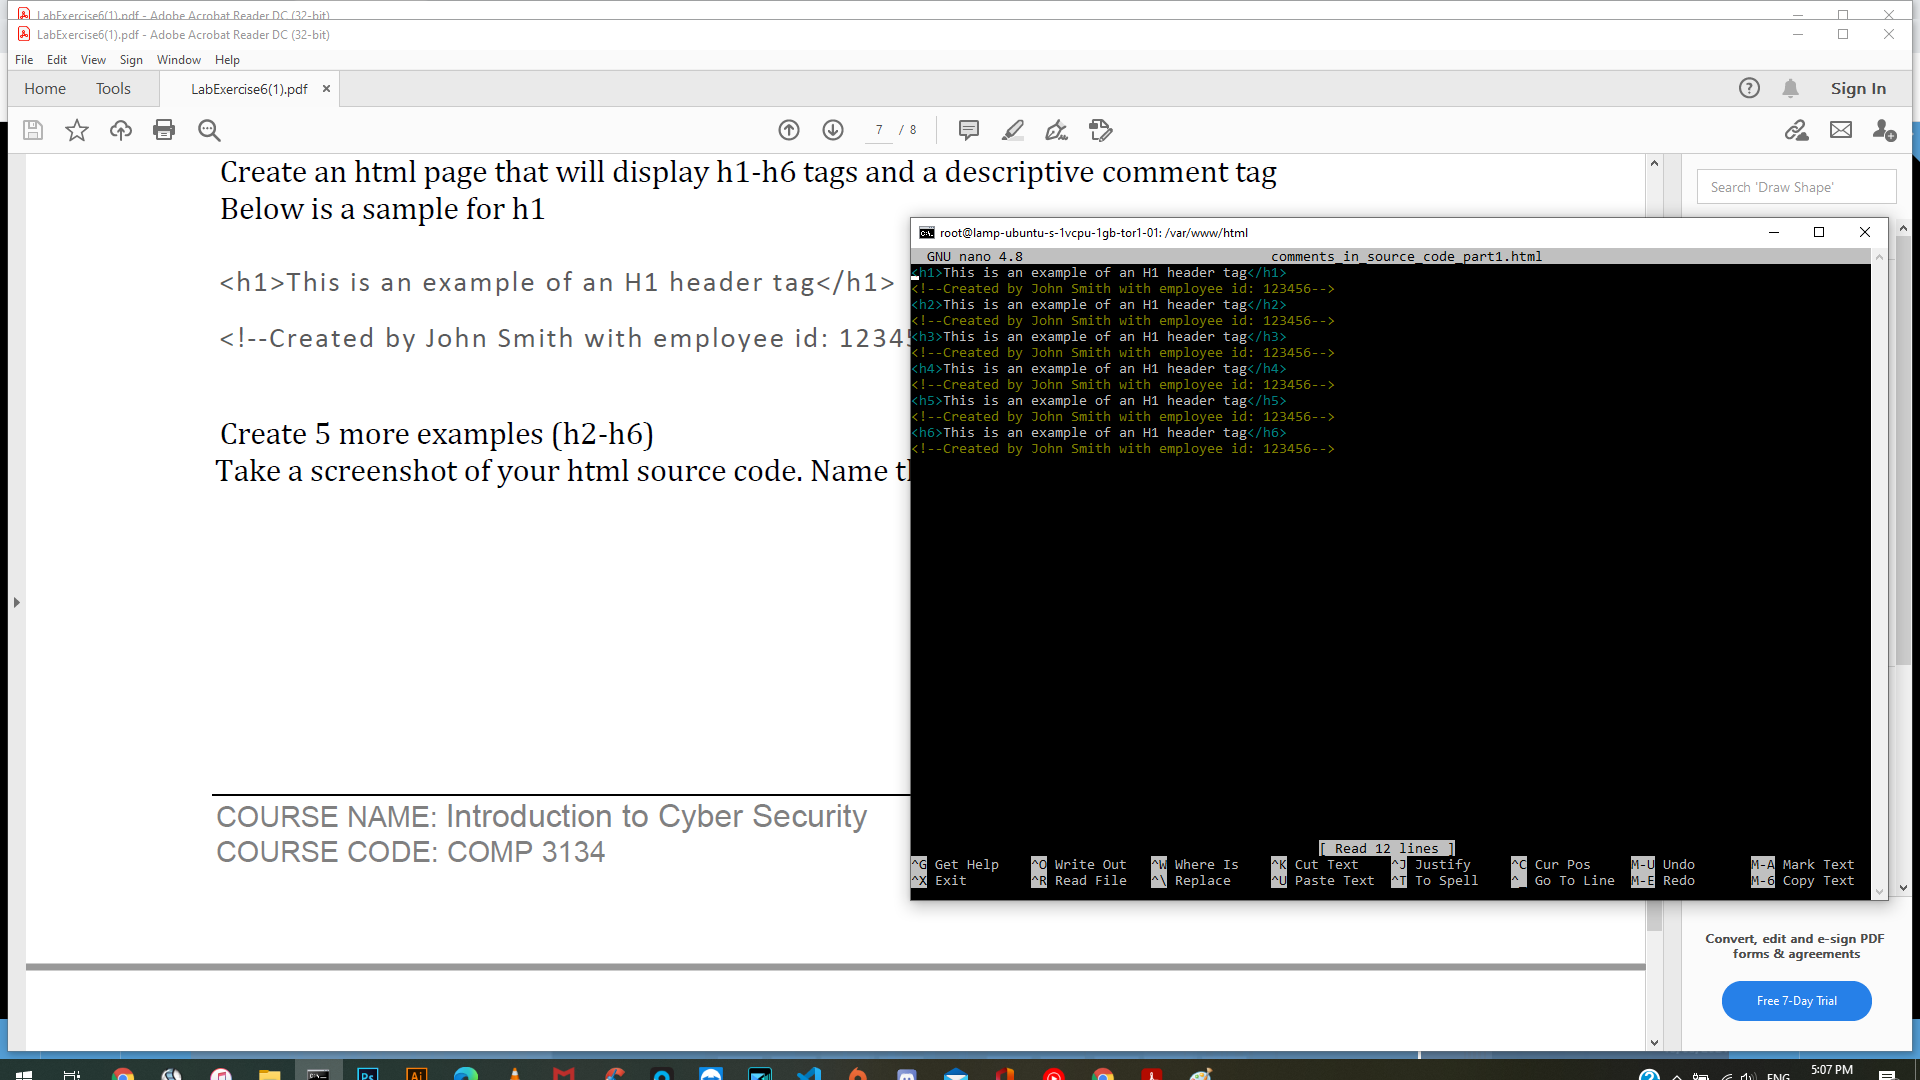 LabExercise6(1).pdf - Adobe Acrobat Reader DC (32-bit)
LabExercise6(1).pdf - Adobe Acrobat Reader DC (32-bit)
File Edit View Sign Window Help
Home Tools LabExercise6(1).pdf × Sign In
7 / 8
Create an html page that will display h1-h6 tags and a descriptive comment tag
Below is a sample for h1
<h1>This is an example of an H1 header tag</h1>
<!--Created by John Smith with employee id: 1234
Create 5 more examples (h2-h6)
Take a screenshot of your html source code. Name
COURSE NAME: Introduction to Cyber Security
COURSE CODE: COMP 3134
Search 'Draw Shape'
root@lamp-ubuntu-s-1vcpu-1gb-tor1-01: /var/www/html
GNU nano 4.8 comments_in_source_code_part1.html
<h1>This is an example of an H1 header tag</h1>
<!--Created by John Smith with employee id: 123456-->
<h2>This is an example of an H1 header tag</h2>
<!--Created by John Smith with employee id: 123456-->
<h3>This is an example of an H1 header tag</h3>
<!--Created by John Smith with employee id: 123456-->
<h4>This is an example of an H1 header tag</h4>
<!--Created by John Smith with employee id: 123456-->
<h5>This is an example of an H1 header tag</h5>
<!--Created by John Smith with employee id: 123456-->
<h6>This is an example of an H1 header tag</h6>
<!--Created by John Smith with employee id: 123456-->
[ Read 12 lines ]
^G Get Help ^O Write Out ^W Where Is ^K Cut Text ^J Justify ^C Cur Pos M-U Undo M-A Mark Text
^X Exit ^R Read File ^\ Replace ^U Paste Text ^T To Spell ^_ Go To Line M-E Redo M-6 Copy Text
Convert, edit and e-sign PDF
forms & agreements
Free 7-Day Trial
ENG 5:07 PM